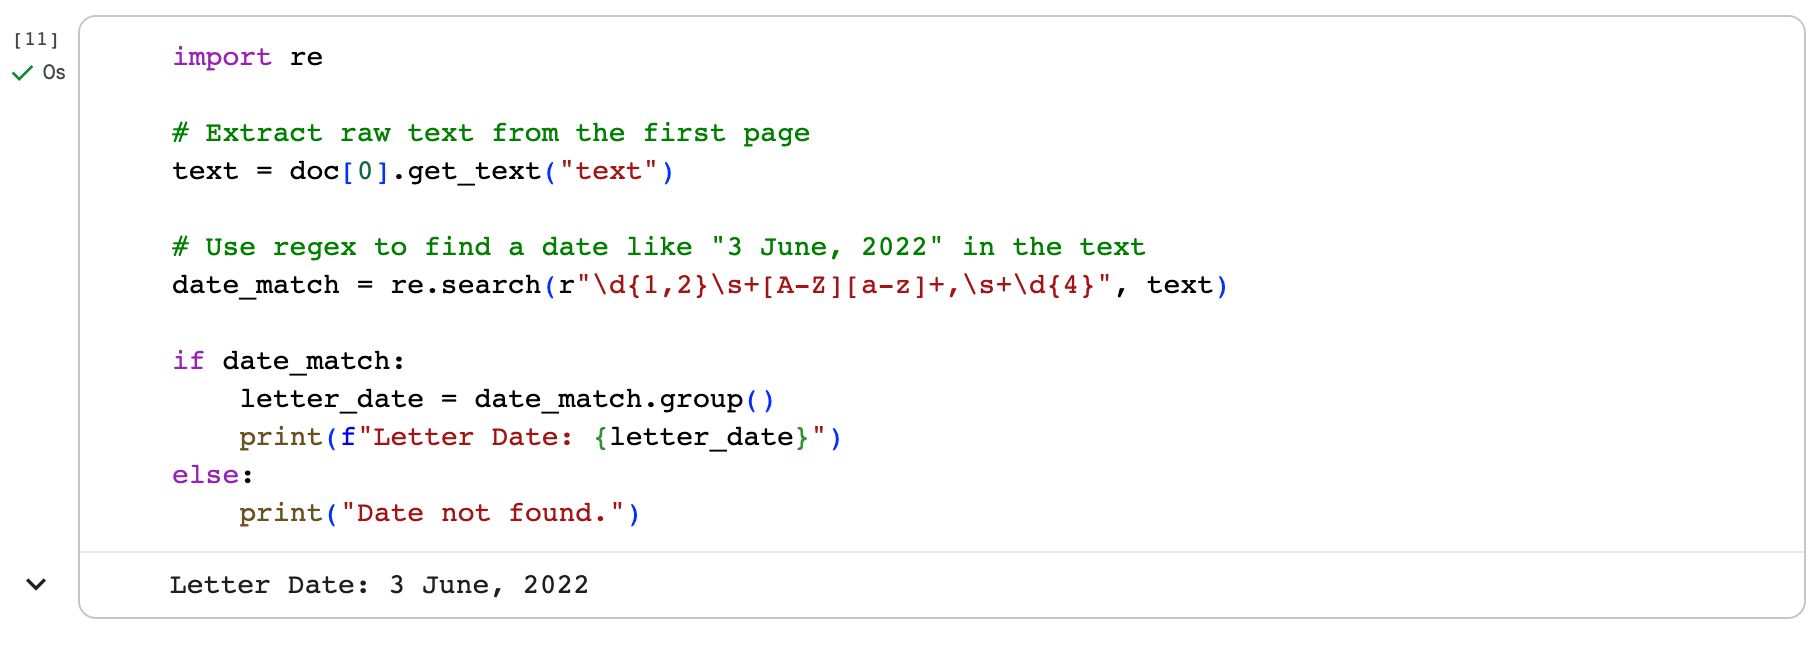 [11]
0s
import re
# Extract raw text from the first page
text = doc[0].get_text("text")
# Use regex to find a date like "3 June, 2022" in the text
date_match = re.search(r"\d{1,2}\s+[A-Z][a-z]+,\s+\d{4}", text)
if date_match:
    letter_date = date_match.group()
    print(f"Letter Date: {letter_date}")
else:
    print("Date not found.")
Letter Date: 3 June, 2022